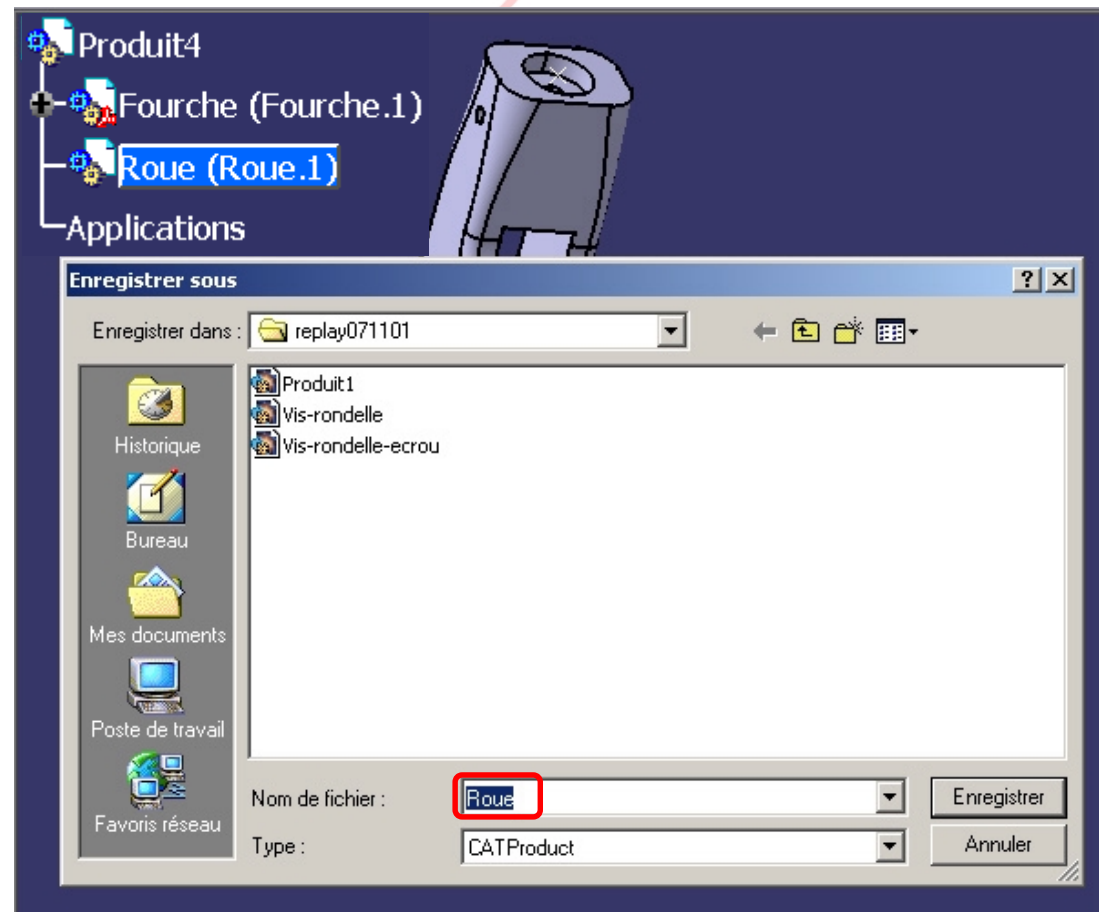 Produit4
Fourche (Fourche.1)
Roue (Roue.1)
Applications
Enregistrer sous
Enregistrer dans : replay071101
Produit1
Vis-rondelle
Vis-rondelle-ecrou
Historique
Bureau
Mes documents
Poste de travail
Favoris réseau
Nom de fichier : Roue Enregistrer
Type : CATProduct Annuler